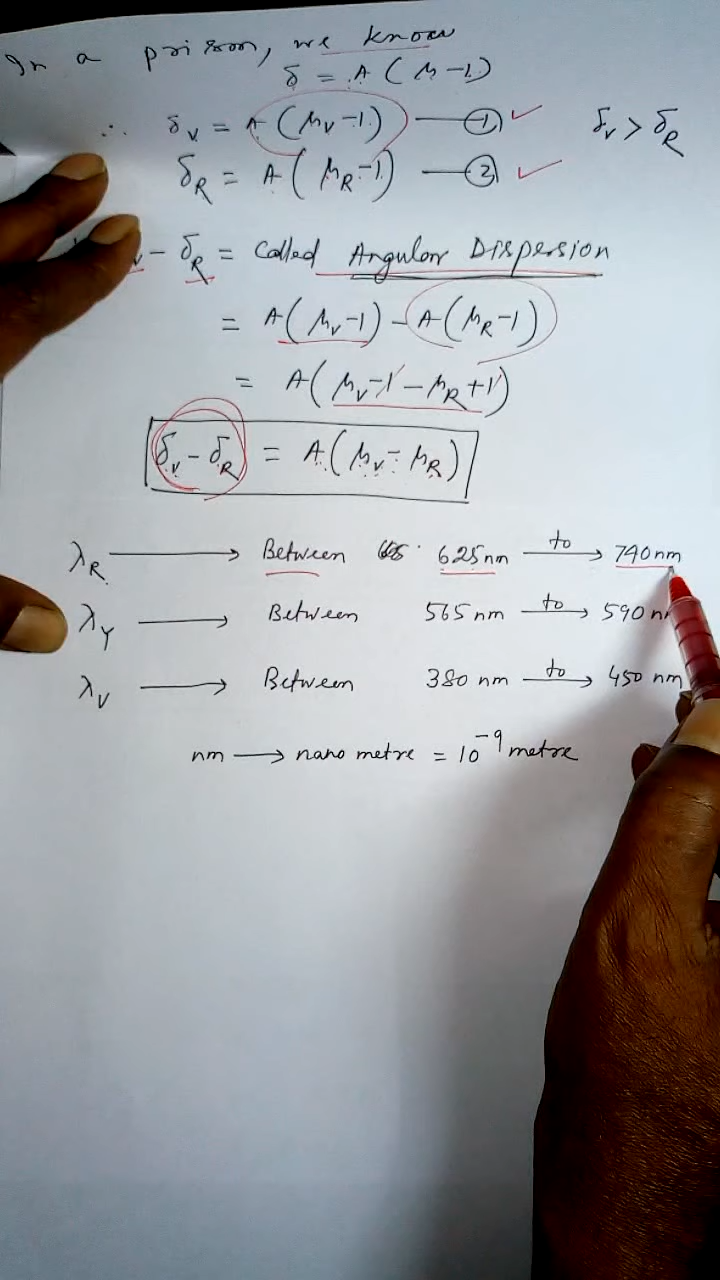 In a prism, we know
δ = A (μ-1)
∴ δv = A (μv-1) —① ✓ δv > δR
δR = A (μR-1) —② ✓
- δR = Called Angular Dispersion
= A(μv-1) - A(μR-1)
= A(μv-1-μR+1)
δv - δR = A(μv-μR)
λR → Between 625nm to → 740nm
λY → Between 565 nm to → 590 n
λV → Between 380 nm to → 450 nm
nm → nano metre = 10⁻⁹ metre